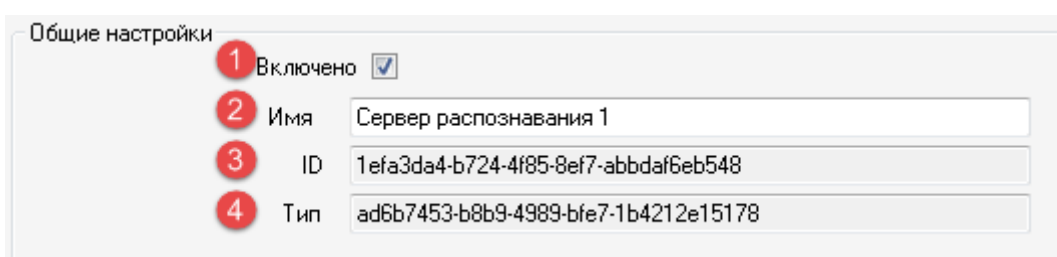 Общие настройки
1 Включено
2 Имя Сервер распознавания 1
3 ID 1efa3da4-b724-4f85-8ef7-abbdaf6eb548
4 Тип ad6b7453-b8b9-4989-bfe7-1b4212e15178